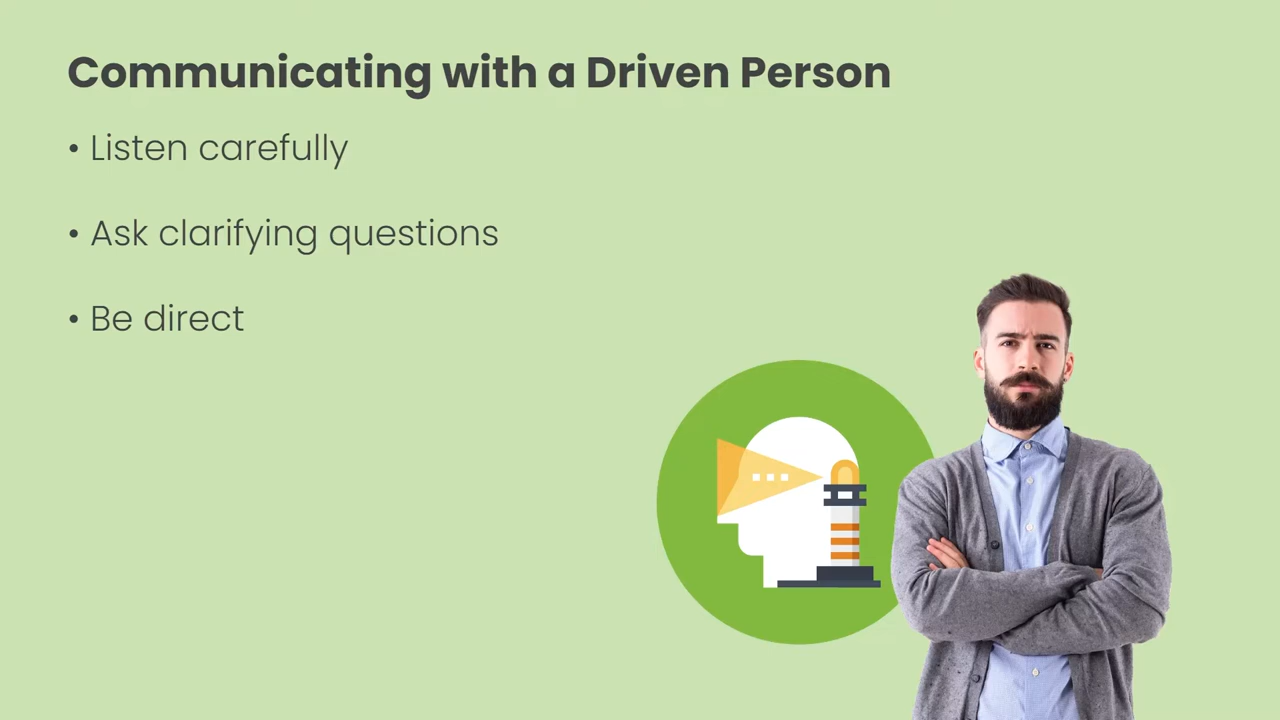 Communicating with a Driven Person
• Listen carefully
• Ask clarifying questions
• Be direct